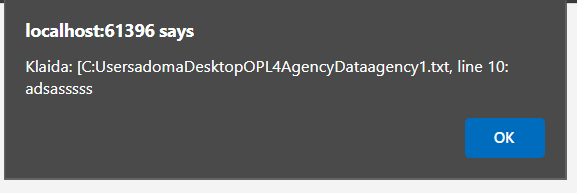 localhost:61396 says
Klaida: [C:UsersadomaDesktopOPL4AgencyDataagency1.txt, line 10:
adsasssss
OK